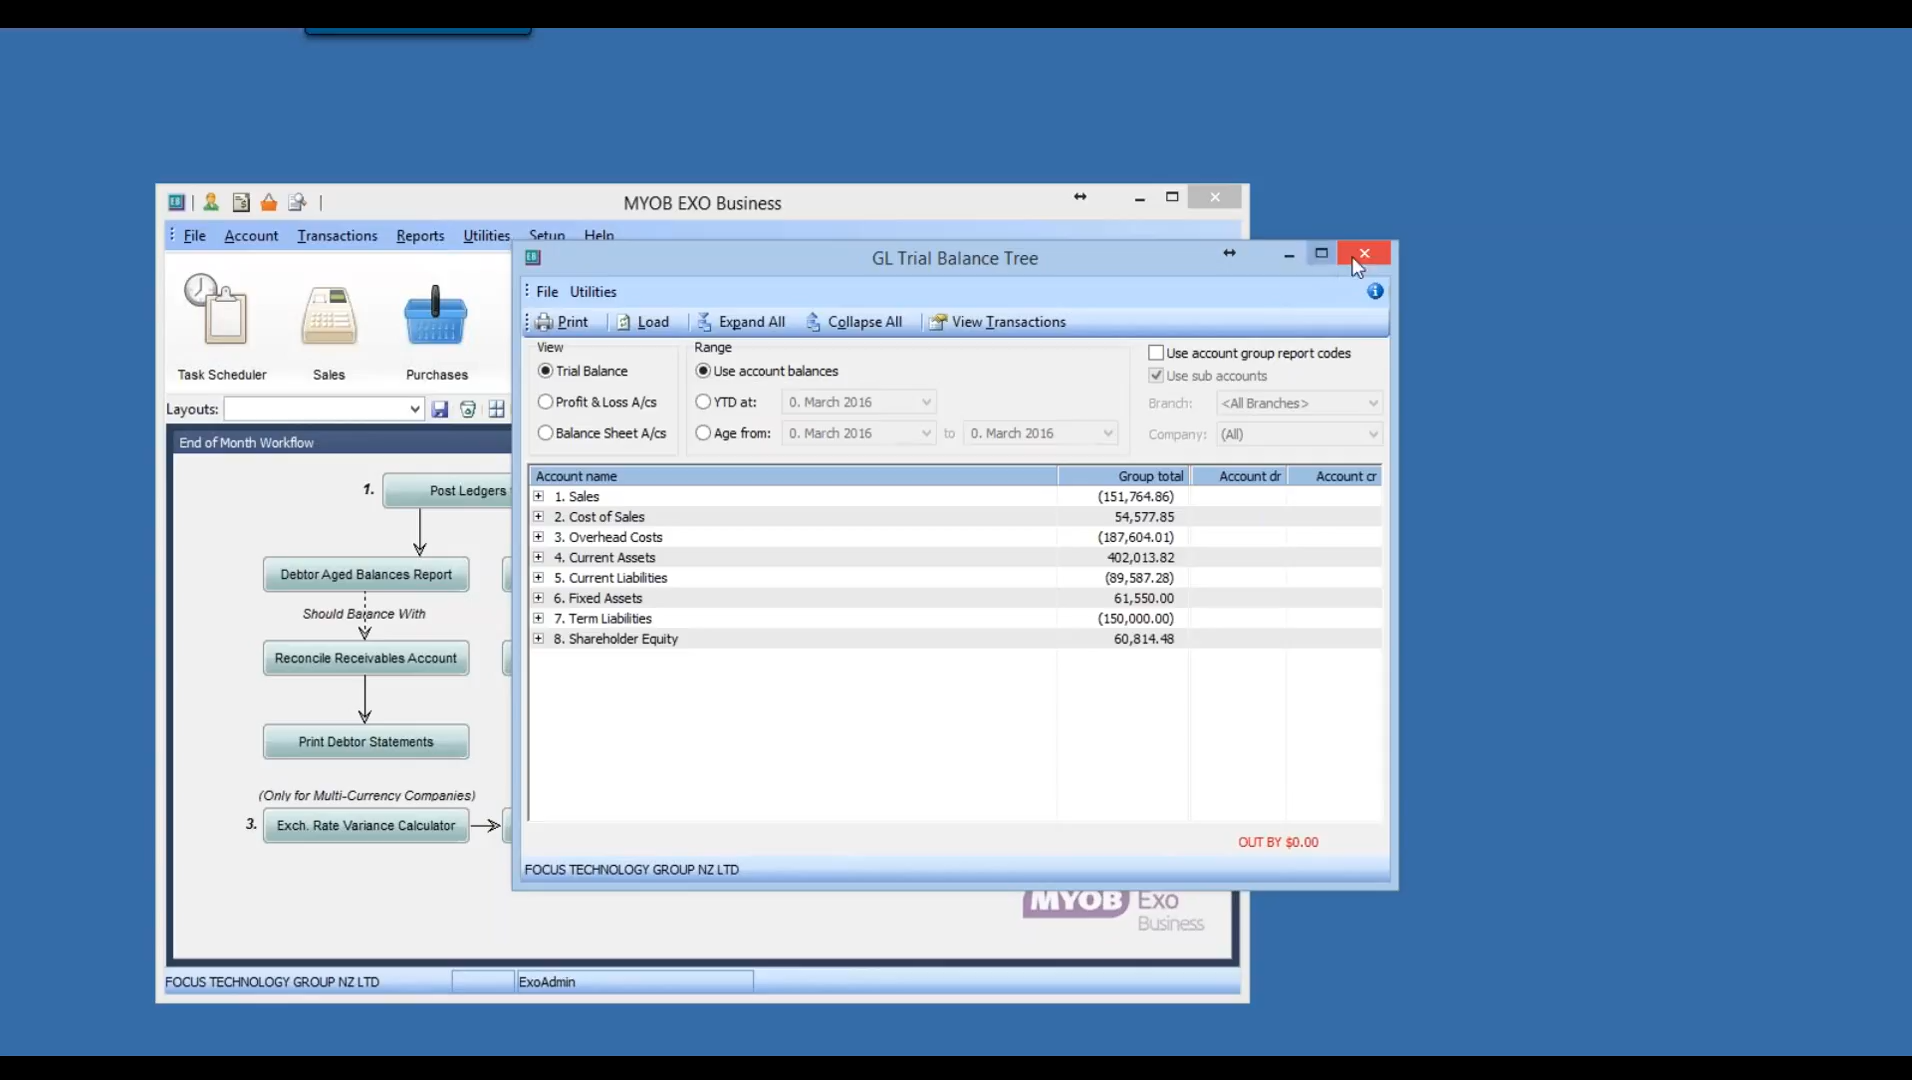 MYOB EXO Business
File Account Transactions Reports Utilities Setup Help
Task Scheduler
Sales
Purchases
Layouts:
End of Month Workflow
1.
Post Ledgers
Debtor Aged Balances Report
Should Balance With
Reconcile Receivables Account
Print Debtor Statements
(Only for Multi-Currency Companies)
3.
Exch. Rate Variance Calculator
GL Trial Balance Tree
File Utilities
Print Load Expand All Collapse All View Transactions
View
Trial Balance
Profit & Loss A/cs
Balance Sheet A/cs
Range
Use account balances
YTD at: 0. March 2016
Age from: 0. March 2016 to 0. March 2016
Use account group report codes
Use sub accounts
Branch: <All Branches>
Company: (All)
Account name Group total Account dr Account cr
1. Sales (151,764.86)
2. Cost of Sales 54,577.85
3. Overhead Costs (187,604.01)
4. Current Assets 402,013.82
5. Current Liabilities (89,587.28)
6. Fixed Assets 61,550.00
7. Term Liabilities (150,000.00)
8. Shareholder Equity 60,814.48
OUT BY $0.00
FOCUS TECHNOLOGY GROUP NZ LTD
MYOB Exo
Business
FOCUS TECHNOLOGY GROUP NZ LTD ExoAdmin